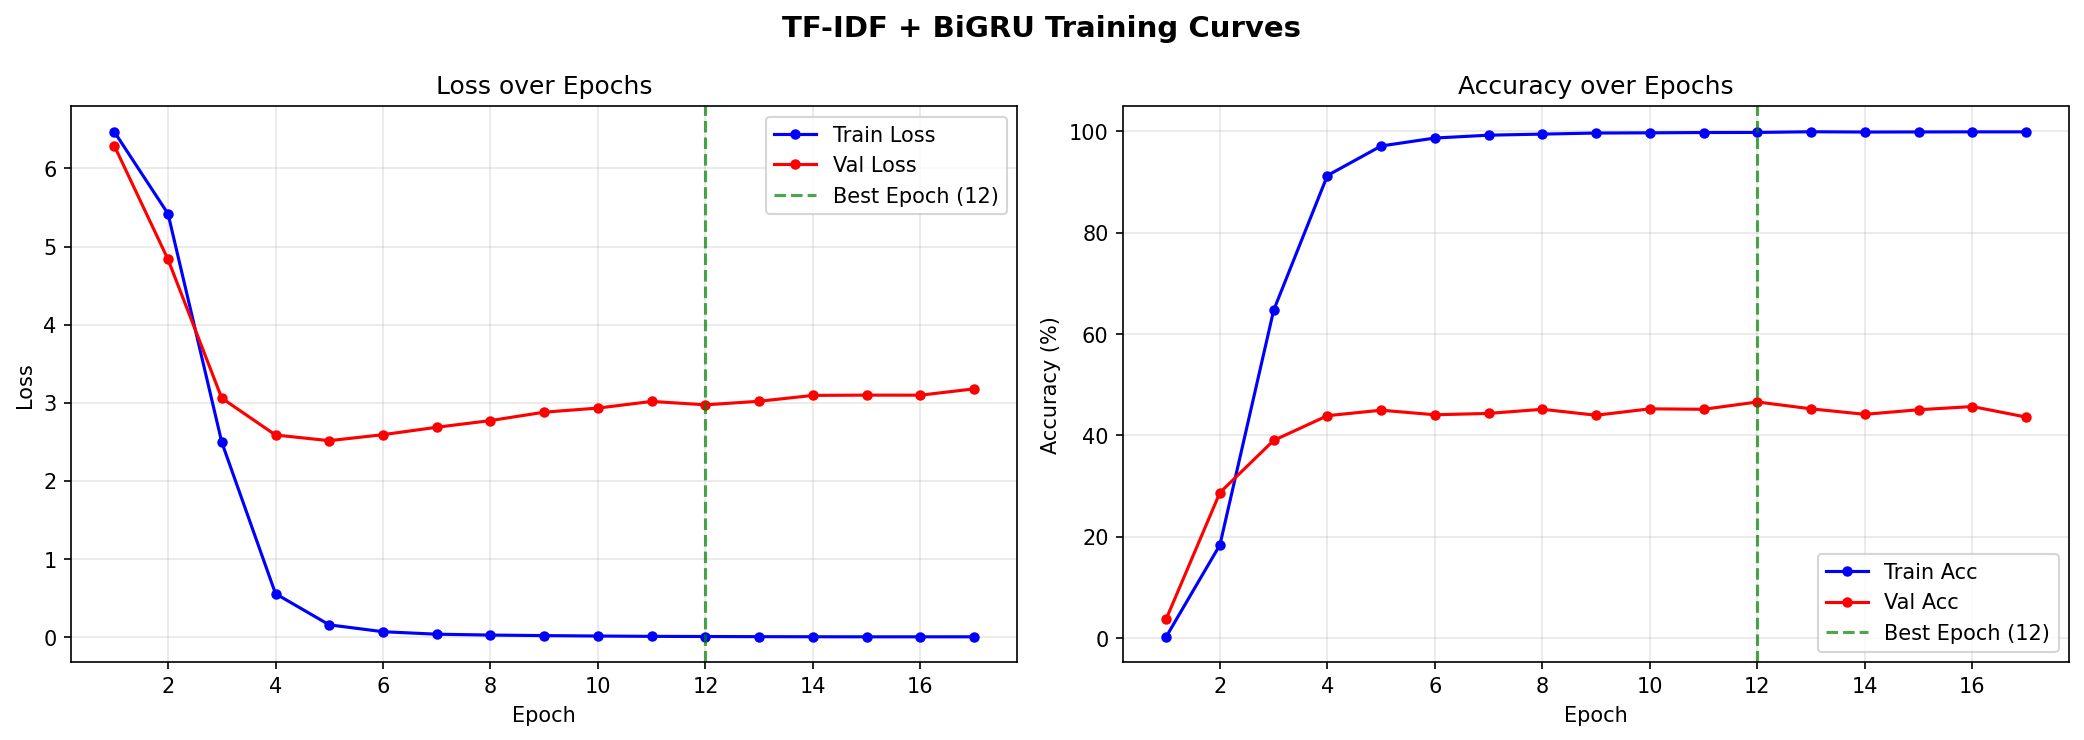 TF-IDF + BiGRU Training Curves
Loss over Epochs
Train Loss
Val Loss
Best Epoch (12)
Loss
6
5
4
3
2
1
0
2 4 6 8 10 12 14 16
Epoch
Accuracy over Epochs
Accuracy (%)
100
80
60
40
20
0
Train Acc
Val Acc
Best Epoch (12)
2 4 6 8 10 12 14 16
Epoch